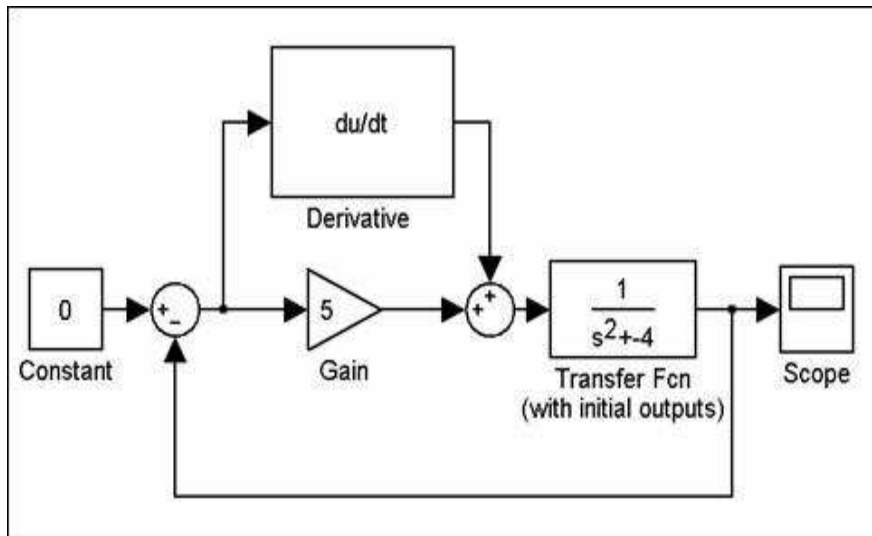 du/dt
Derivative
0
Constant
+
−
5
Gain
+
+
1
s²+-4
Transfer Fcn
(with initial outputs)
Scope